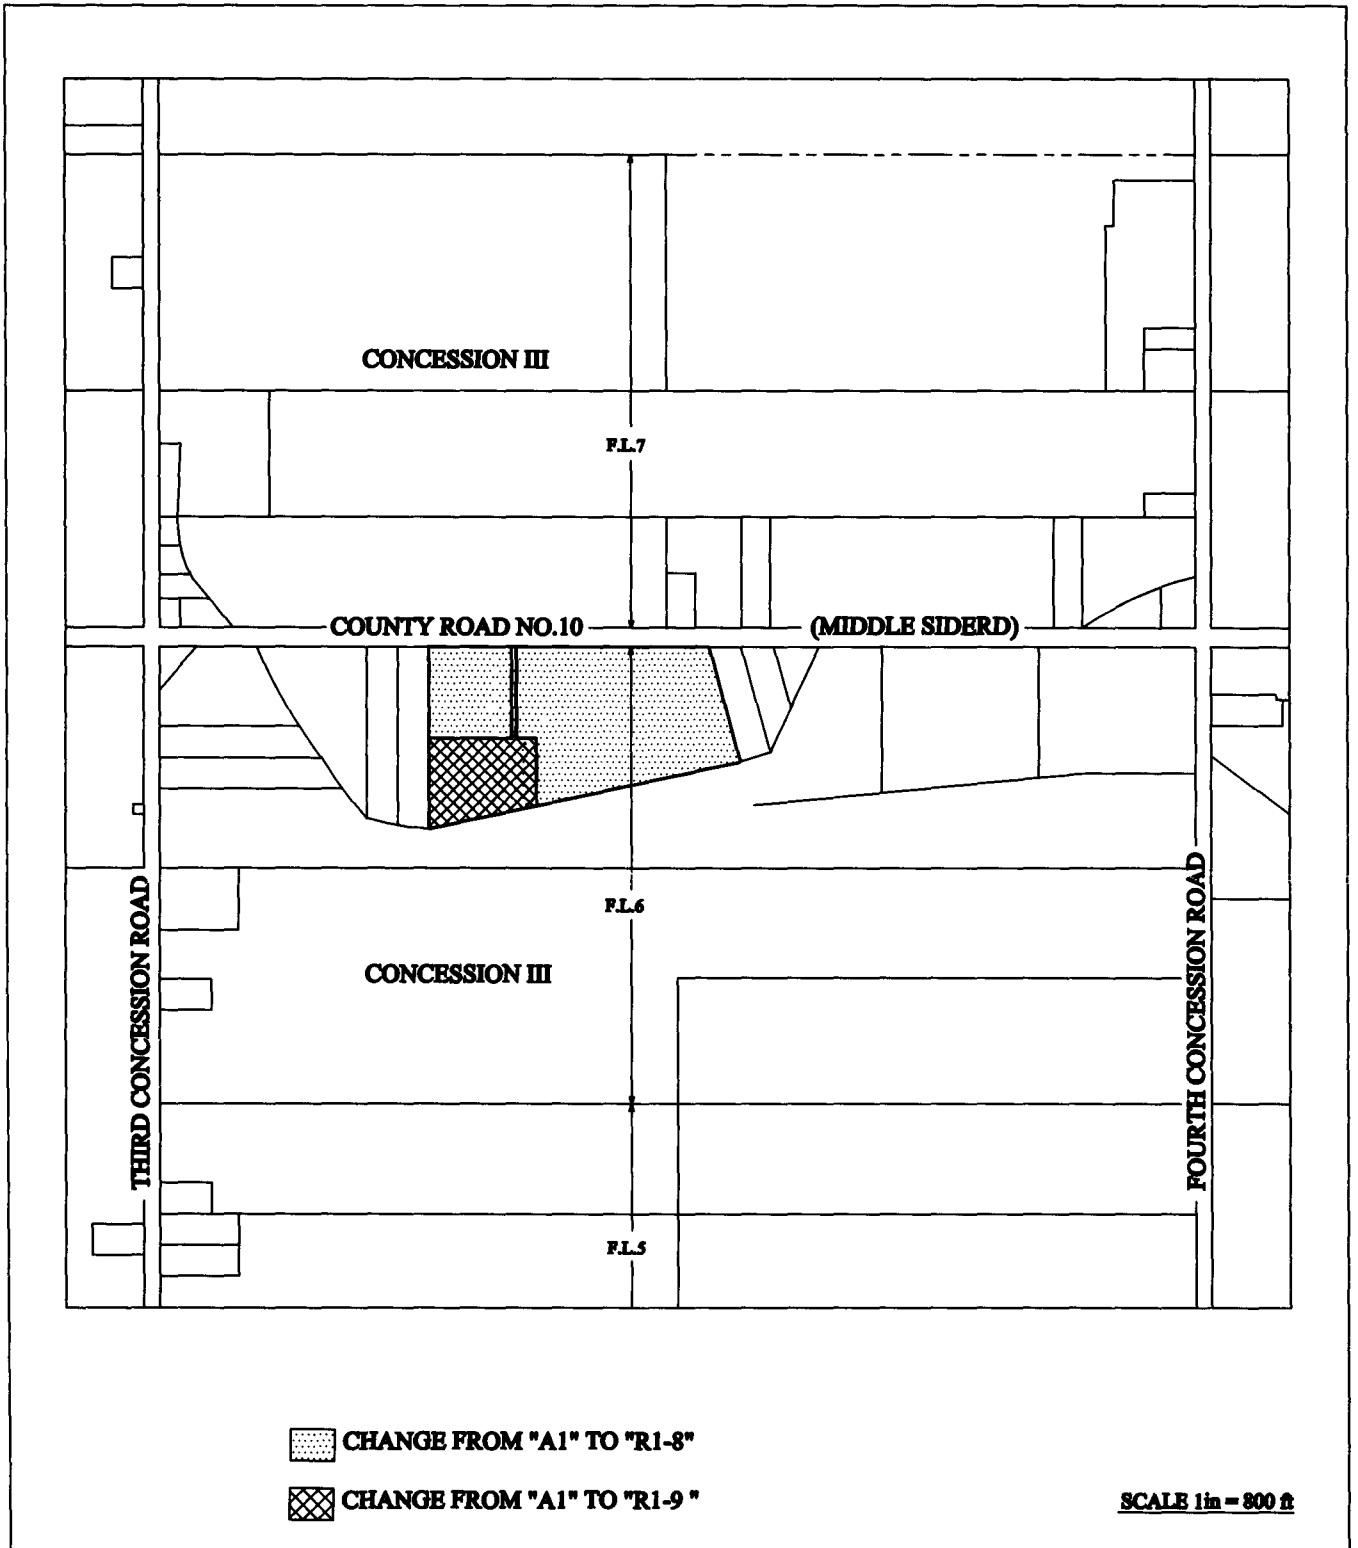 CONCESSION III
F.L.7
COUNTY ROAD NO.10
(MIDDLE SIDERD)
THIRD CONCESSION ROAD
FOURTH CONCESSION ROAD
F.L.6
CONCESSION III
F.L.5
CHANGE FROM "A1" TO "R1-8"
CHANGE FROM "A1" TO "R1-9 "
SCALE 1in = 800 ft